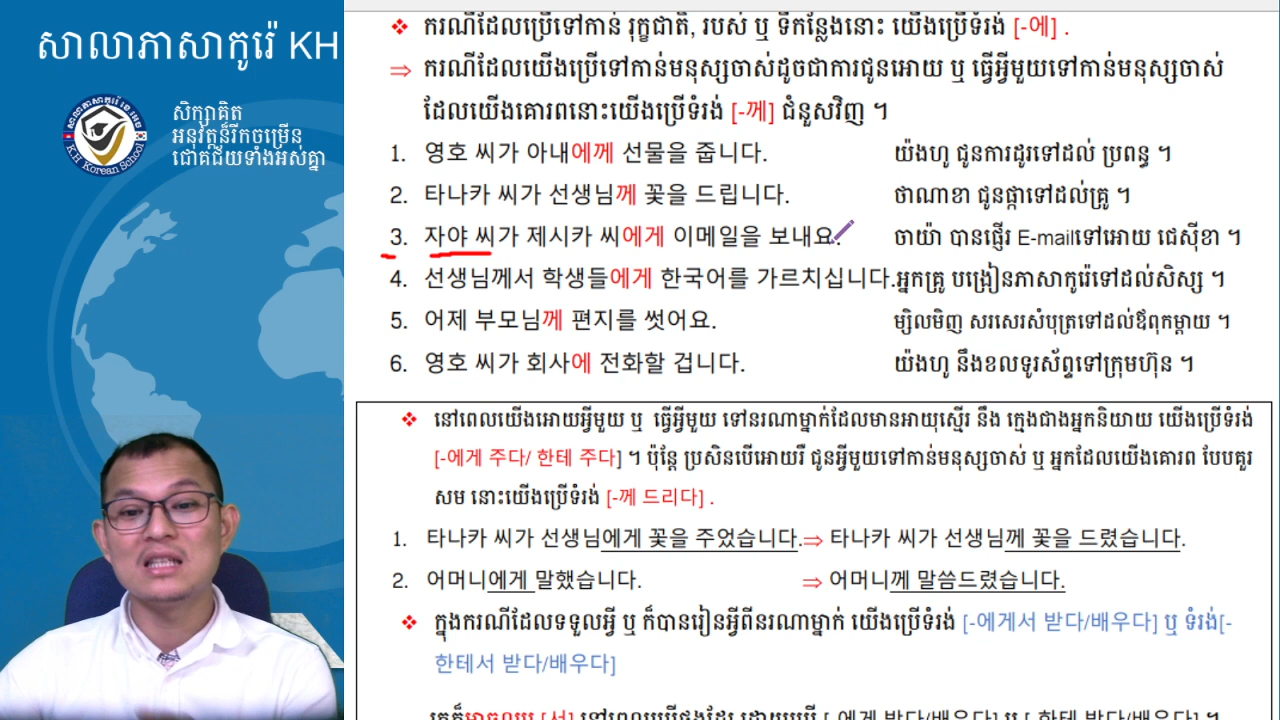 សាលាភាសាកូរ៉េ KH
សិក្សាគិត
អនុវត្តន៍រីកចម្រើន
ជោគជ័យទាំងអស់គ្នា
សាលាភាសាកូរ៉េ ខេ អេច
K.H Korean School
❖ ករណីដែលប្រើទៅកាន់ រុក្ខជាតិ, របស់ ឬ ទីកន្លែងនោះ យើងប្រើទំរង់ [-에] .
⇒ ករណីដែលយើងប្រើទៅកាន់មនុស្សចាស់ដូចជាការជូនអោយ ឬ ធ្វើអ្វីមួយទៅកាន់មនុស្សចាស់
ដែលយើងគោរពនោះយើងប្រើទំរង់ [-께] ជំនួសវិញ ។
1. 영호 씨가 아내에께 선물을 줍니다. យ៉ងហូ ជូនការដូរទៅដល់ ប្រពន្ធ ។
2. 타나카 씨가 선생님께 꽃을 드립니다. ថាណាខា ជូនផ្កាទៅដល់គ្រូ ។
3. 자야 씨가 제시카 씨에게 이메일을 보내요. ចាយ៉ា បានផ្ញើរ E-mailទៅអោយ ជេស៊ីខា ។
4. 선생님께서 학생들에게 한국어를 가르치십니다.អ្នកគ្រូ បង្រៀនភាសាកូរ៉េទៅដល់សិស្ស ។
5. 어제 부모님께 편지를 썻어요. ម្សិលមិញ សរសេរសំបុត្រទៅដល់ឪពុកម្តាយ ។
6. 영호 씨가 회사에 전화할 겁니다. យ៉ងហូ នឹងខលទូរស័ព្ទទៅក្រុមហ៊ុន ។
❖ នៅពេលយើងអោយអ្វីមួយ ឬ ធ្វើអ្វីមួយ ទៅនរណាម្នាក់ដែលមានអាយុស្មើរ នឹង ក្មេងជាងអ្នកនិយាយ យើងប្រើទំរង់
[-에게 주다/ 한테 주다] ។ ប៉ុន្តែ ប្រសិនបើអោយរឺ ជូនអ្វីមួយទៅកាន់មនុស្សចាស់ ឬ អ្នកដែលយើងគោរព បែបគួរ
សម នោះយើងប្រើទំរង់ [-께 드리다] .
1. 타나카 씨가 선생님에게 꽃을 주었습니다.⇒ 타나카 씨가 선생님께 꽃을 드렸습니다.
2. 어머니에게 말했습니다. ⇒ 어머니께 말씀드렸습니다.
❖ ក្នុងករណីដែលទទួលអ្វី ឬ ក៏បានរៀនអ្វីពីនរណាម្នាក់ យើងប្រើទំរង់ [-에게서 받다/배우다] ឬ ទំរង់[-
한테서 받다/배우다]